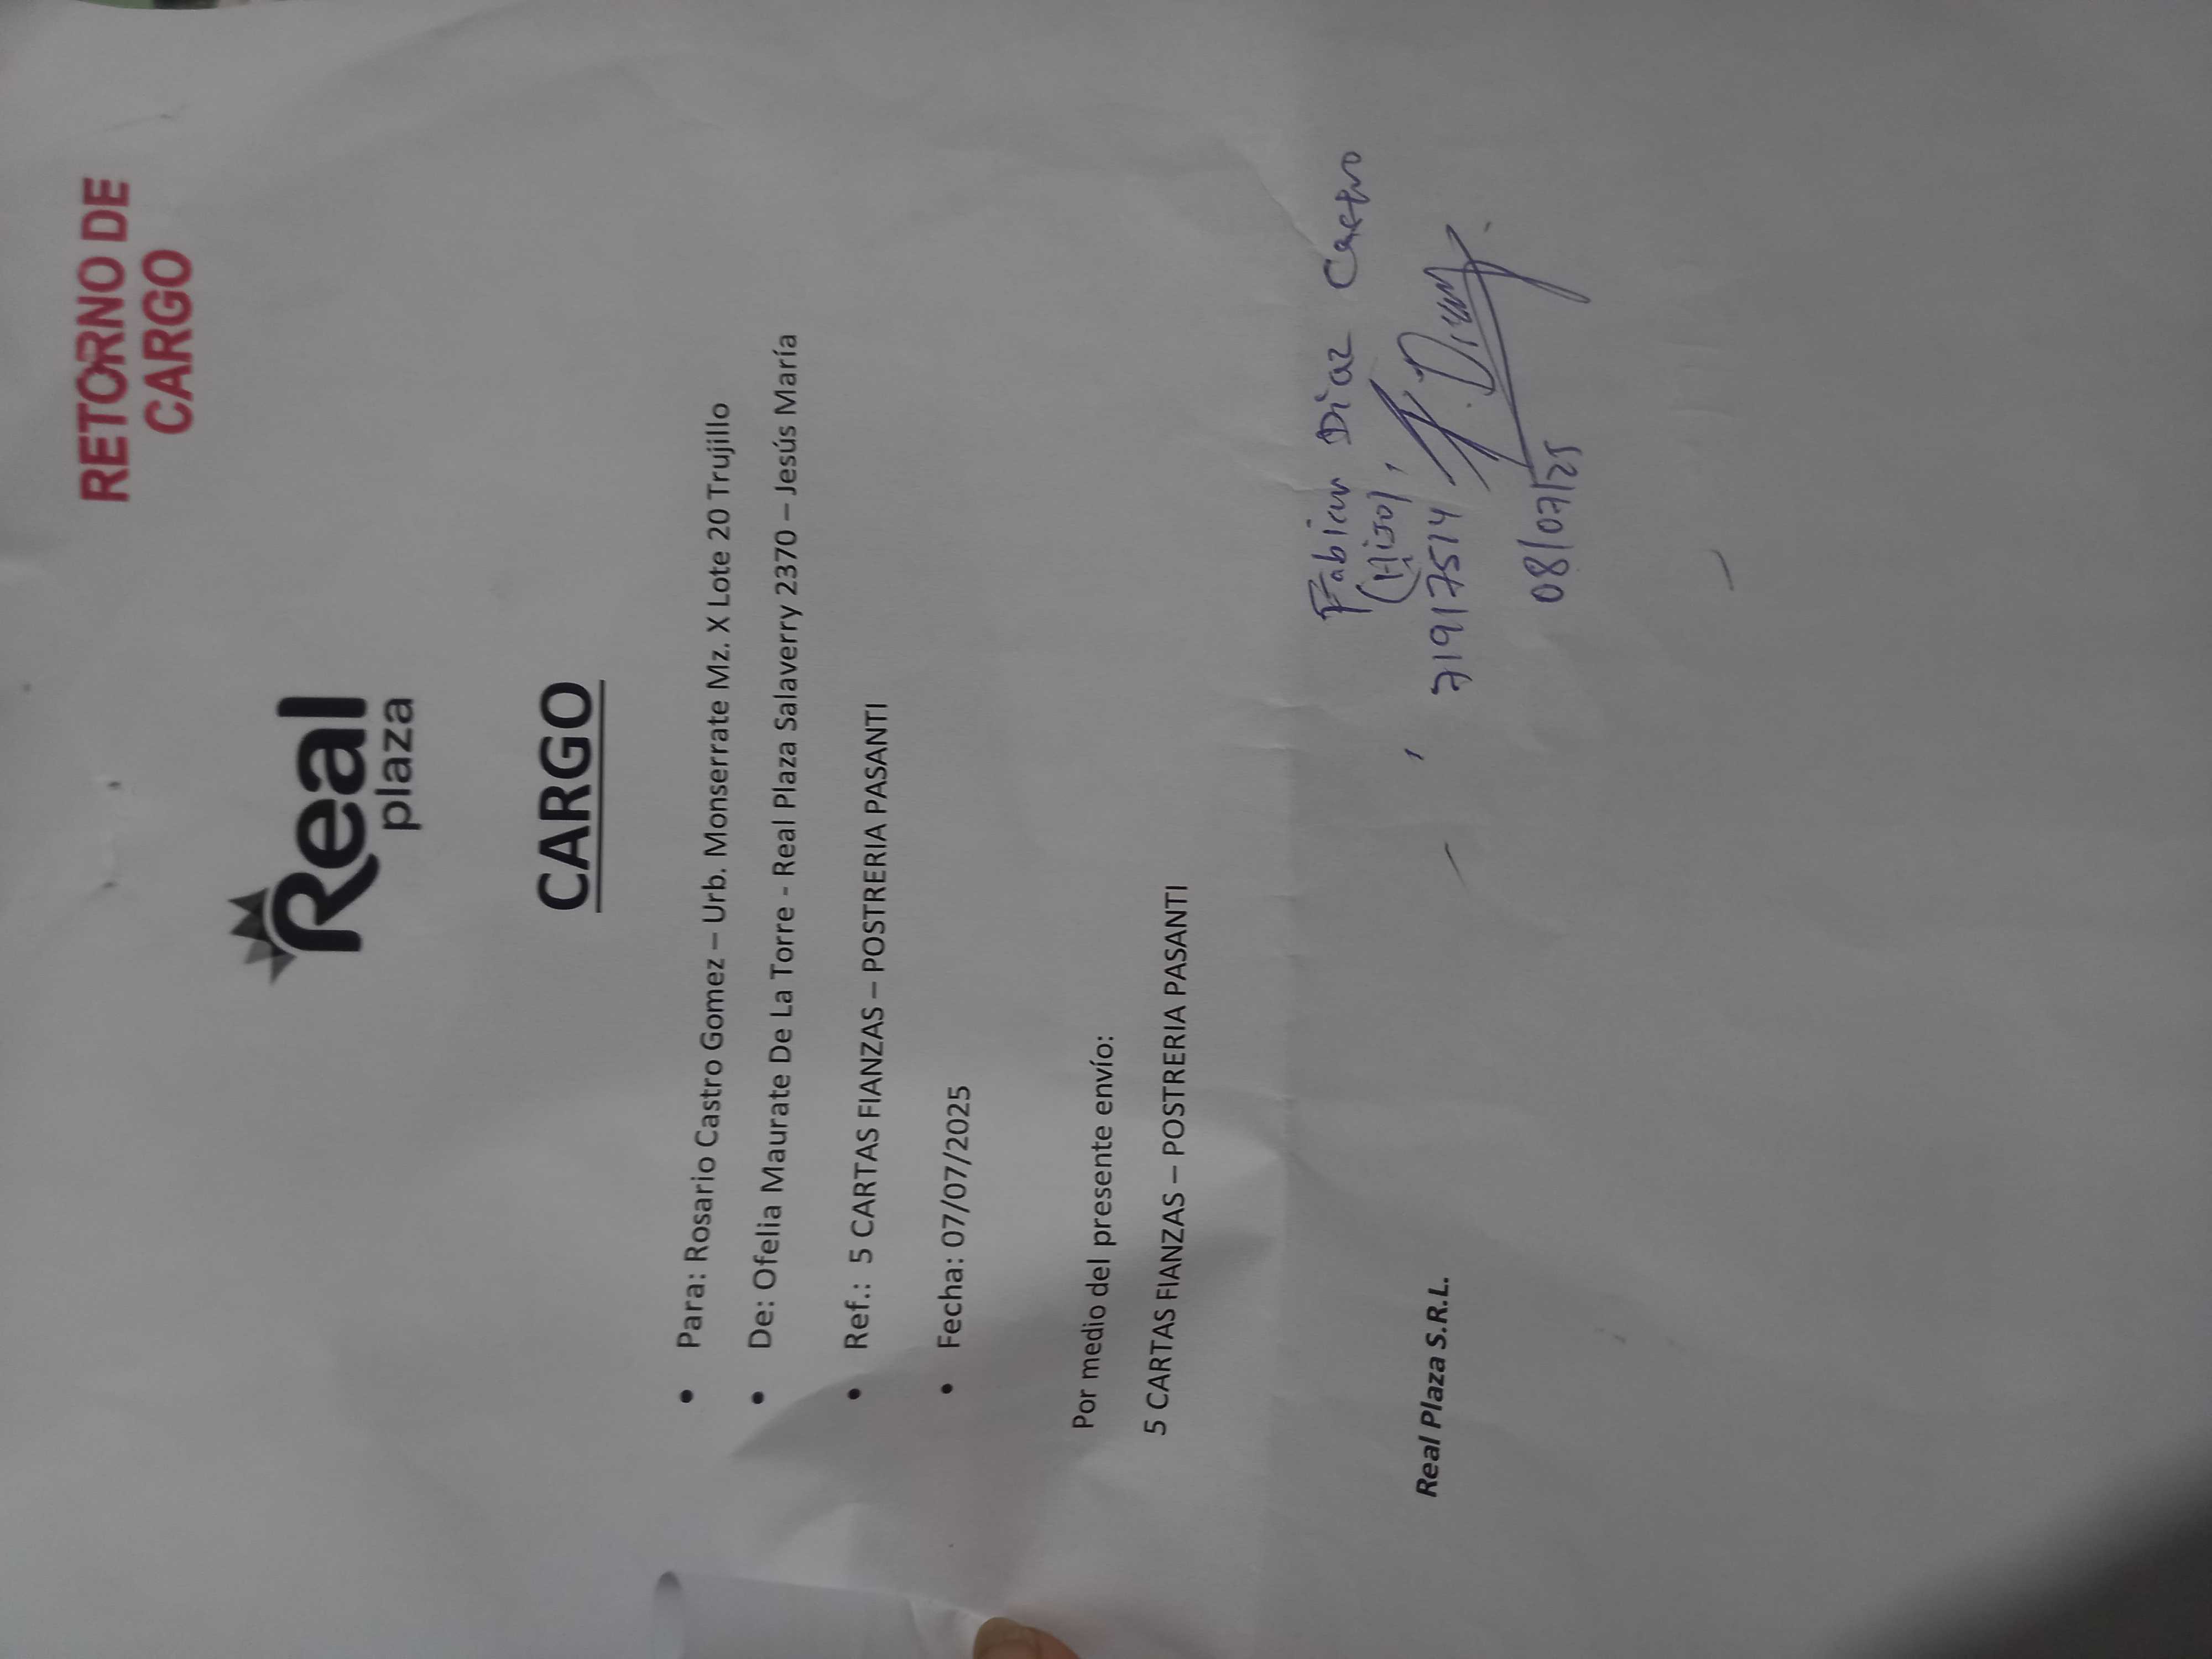 RETORNO DE
CARGO
Real
plaza
CARGO
• Para: Rosario Castro Gomez – Urb. Monserrate Mz. X Lote 20 Trujillo
• De: Ofelia Maurate De La Torre - Real Plaza Salaverry 2370 – Jesús María
• Ref.: 5 CARTAS FIANZAS – POSTRERIA PASANTI
• Fecha: 07/07/2025
Por medio del presente envío:
5 CARTAS FIANZAS – POSTRERIA PASANTI
Fabian Diaz Castro
(Hijo)
71917514
08/07/25
Real Plaza S.R.L.